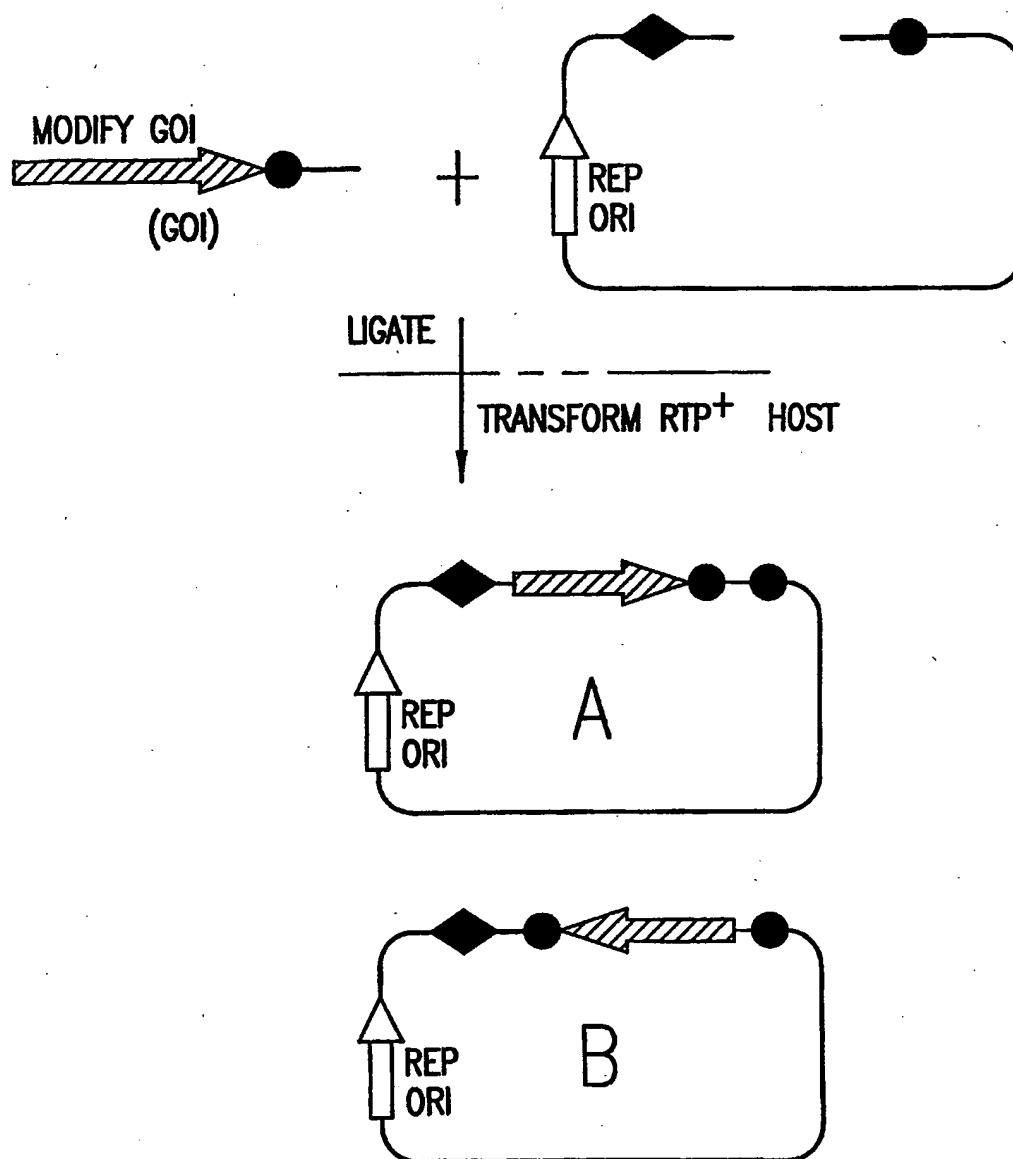 MODIFY GOI
(GOI)
+
REP
ORI
LIGATE
TRANSFORM RTP+ HOST
REP
ORI
A
REP
ORI
B